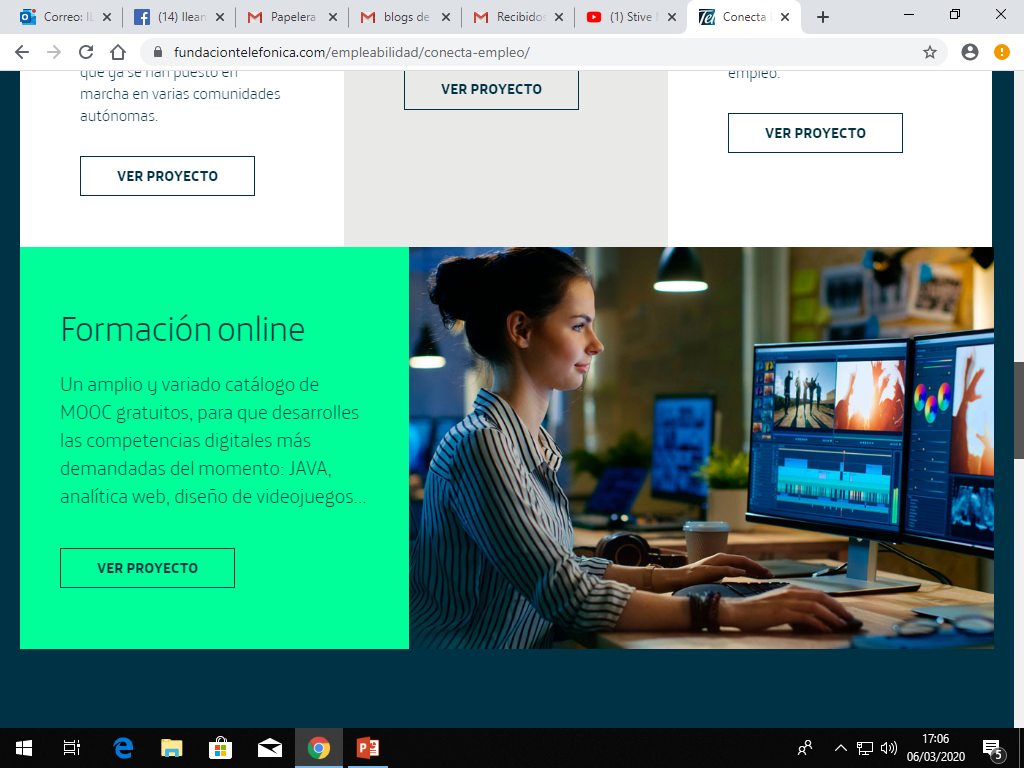 Correo: IL
(14) Ilean
Papelera
blogs de
Recibidos
(1) Stive
Conecta
fundaciontelefonica.com/empleabilidad/conecta-empleo/
que ya se han puesto en
marcha en varias comunidades
autónomas.
VER PROYECTO
VER PROYECTO
empleo.
VER PROYECTO
Formación online
Un amplio y variado catálogo de
MOOC gratuitos, para que desarrolles
las competencias digitales más
demandadas del momento: JAVA,
analítica web, diseño de videojuegos...
VER PROYECTO
17:06
06/03/2020
5